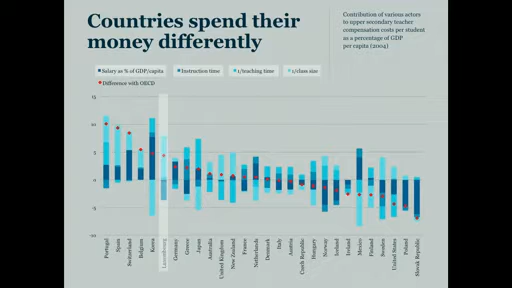 Countries spend their
money differently
Contribution of various actors
to upper secondary teacher
compensation costs per student
as a percentage of GDP
per capita (2004)
Salary as % of GDP/capita
Instruction time
1/teaching time
1/class size
Difference with OECD
15
10
5
0
-5
-10
Portugal
Spain
Switzerland
Belgium
Korea
Luxembourg
Germany
Greece
Japan
Australia
United Kingdom
New Zealand
France
Netherlands
Denmark
Italy
Austria
Czech Republic
Hungary
Norway
Iceland
Ireland
Mexico
Finland
Sweden
United States
Poland
Slovak Republic